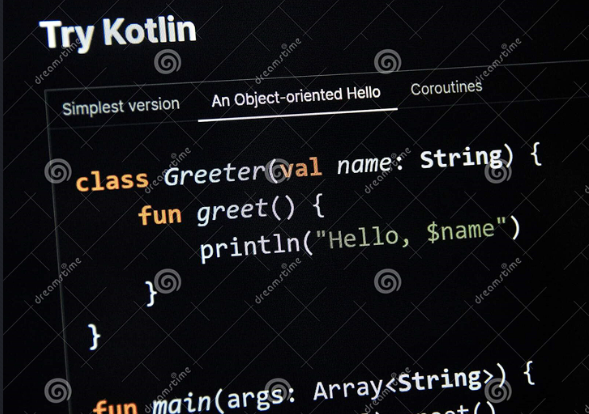 Try Kotlin
Simplest version An Object-oriented Hello Coroutines
class Greeter(val name: String) {
fun greet() {
println("Hello, $name")
}
}
fun main(args: Array<String>) {